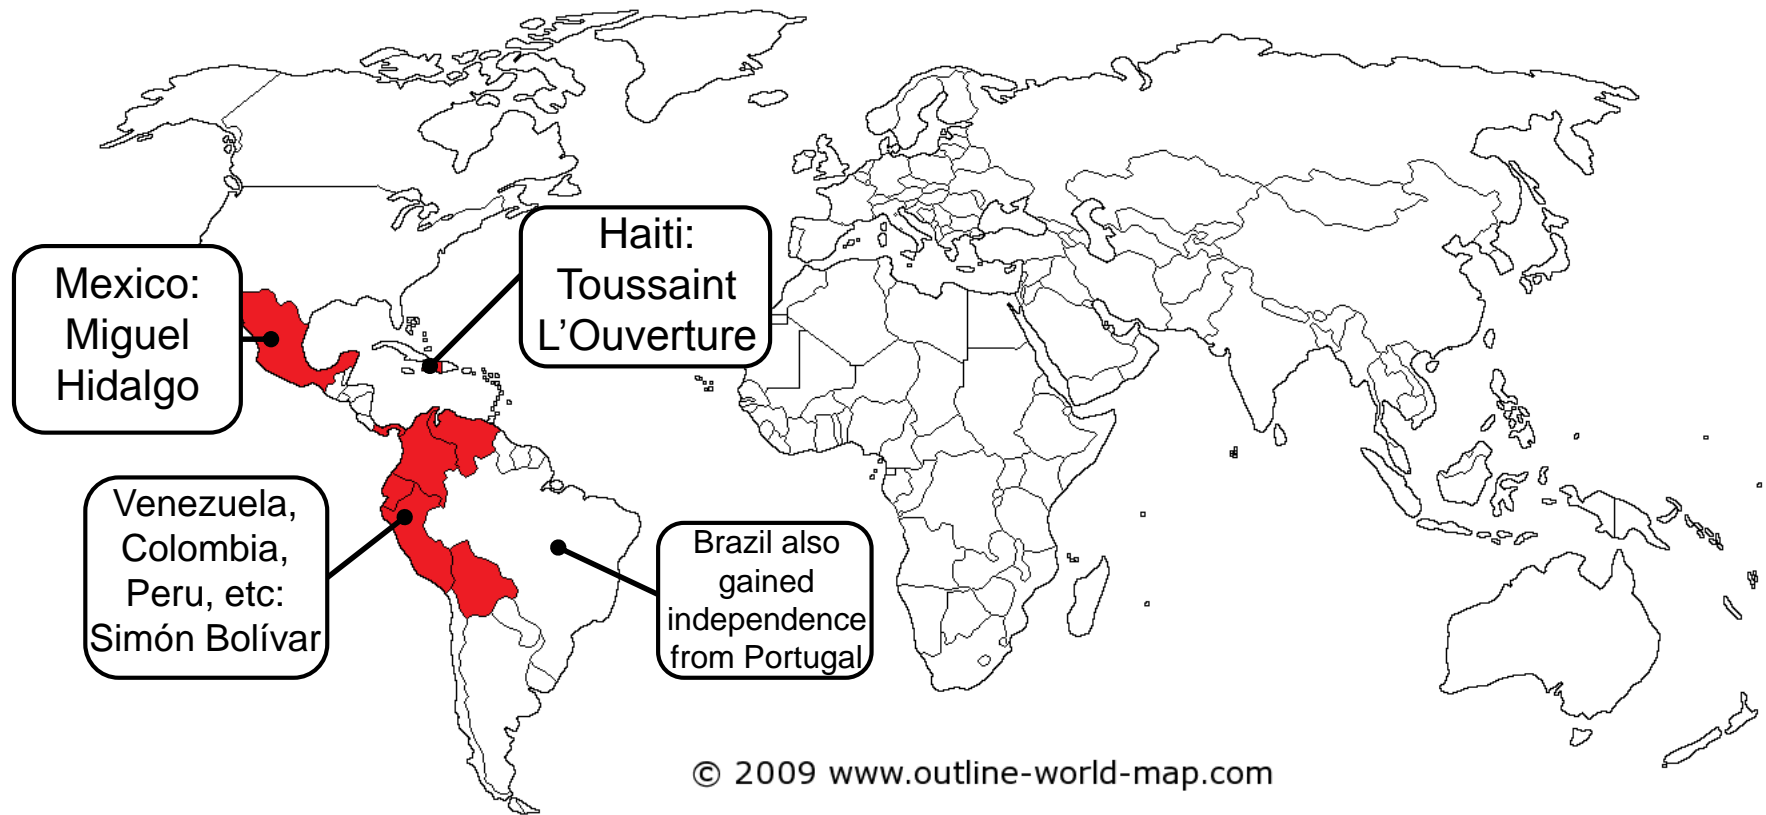 Mexico:
Miguel
Hidalgo
Haiti:
Toussaint
L’Ouverture
Venezuela,
Colombia,
Peru, etc:
Simón Bolívar
Brazil also
gained
independence
from Portugal
© 2009 www.outline-world-map.com